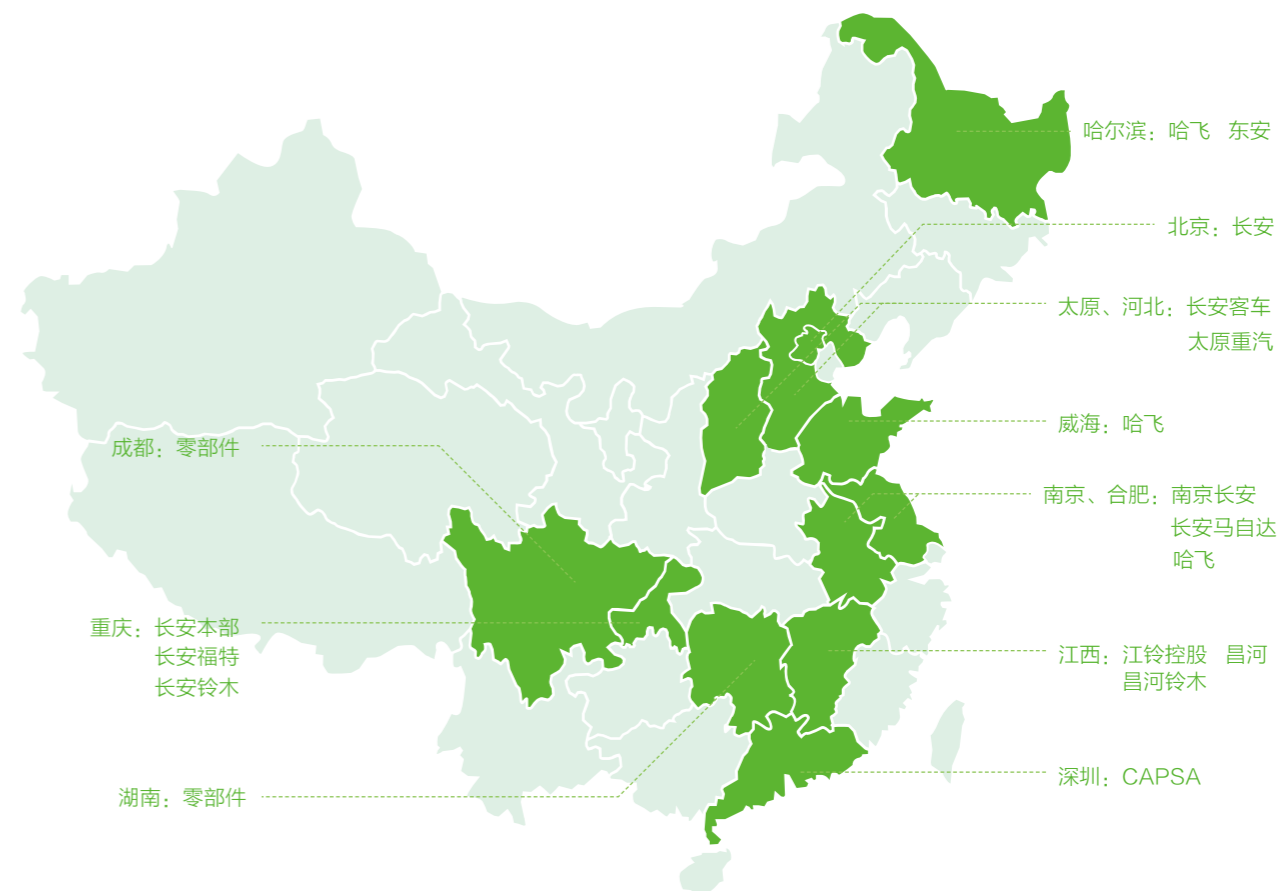 哈尔滨：哈飞 东安
北京：长安
太原、河北：长安客车
太原重汽
威海：哈飞
成都：零部件
南京、合肥：南京长安
长安马自达
哈飞
重庆：长安本部
长安福特
长安铃木
江西：江铃控股 昌河
昌河铃木
深圳：CAPSA
湖南：零部件